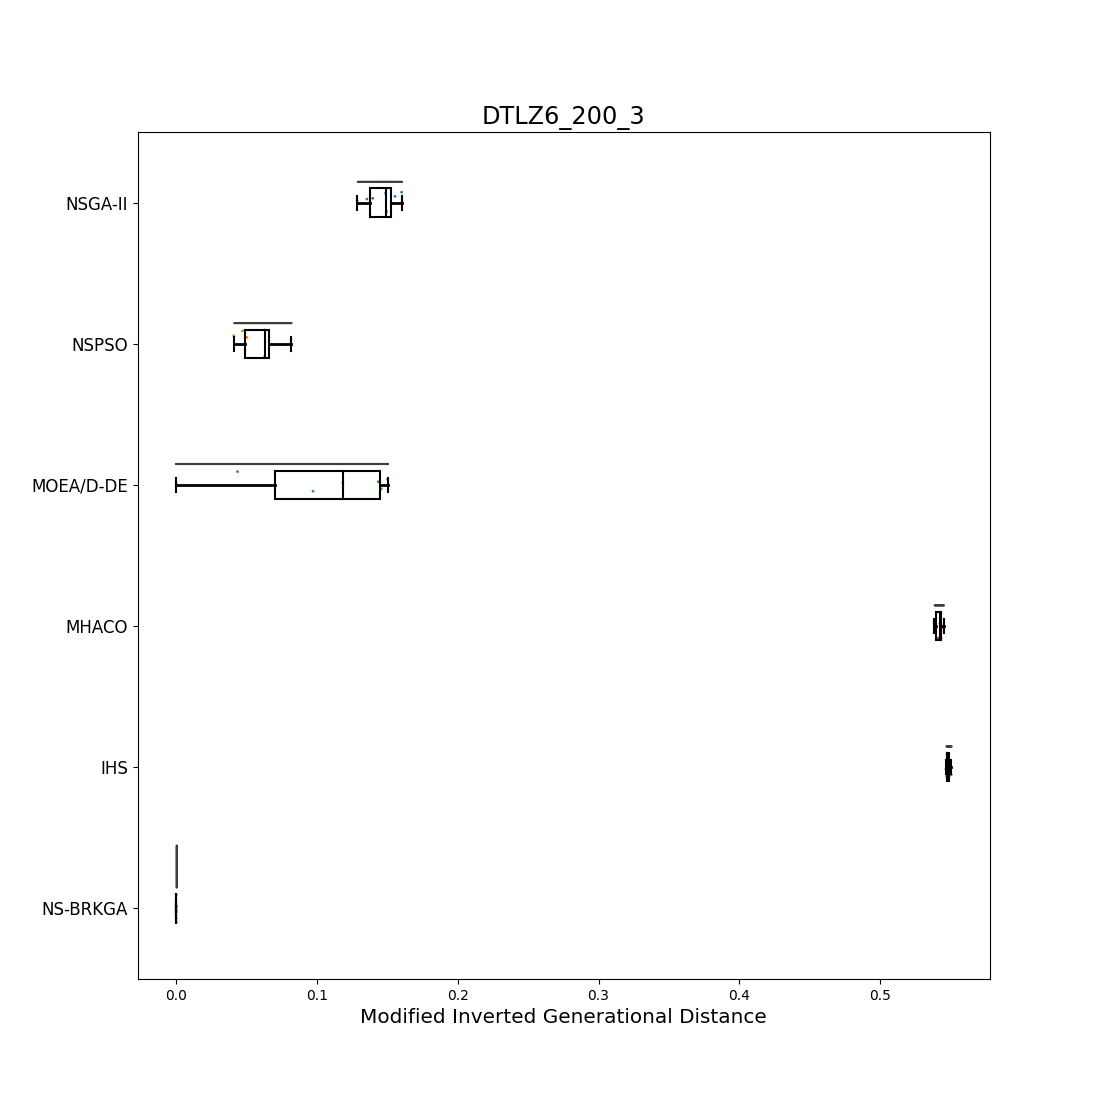 DTLZ6_200_3
NSGA-II
NSPSO
MOEA/D-DE
MHACO
IHS
NS-BRKGA
0.0 0.1 0.2 0.3 0.4 0.5
Modified Inverted Generational Distance